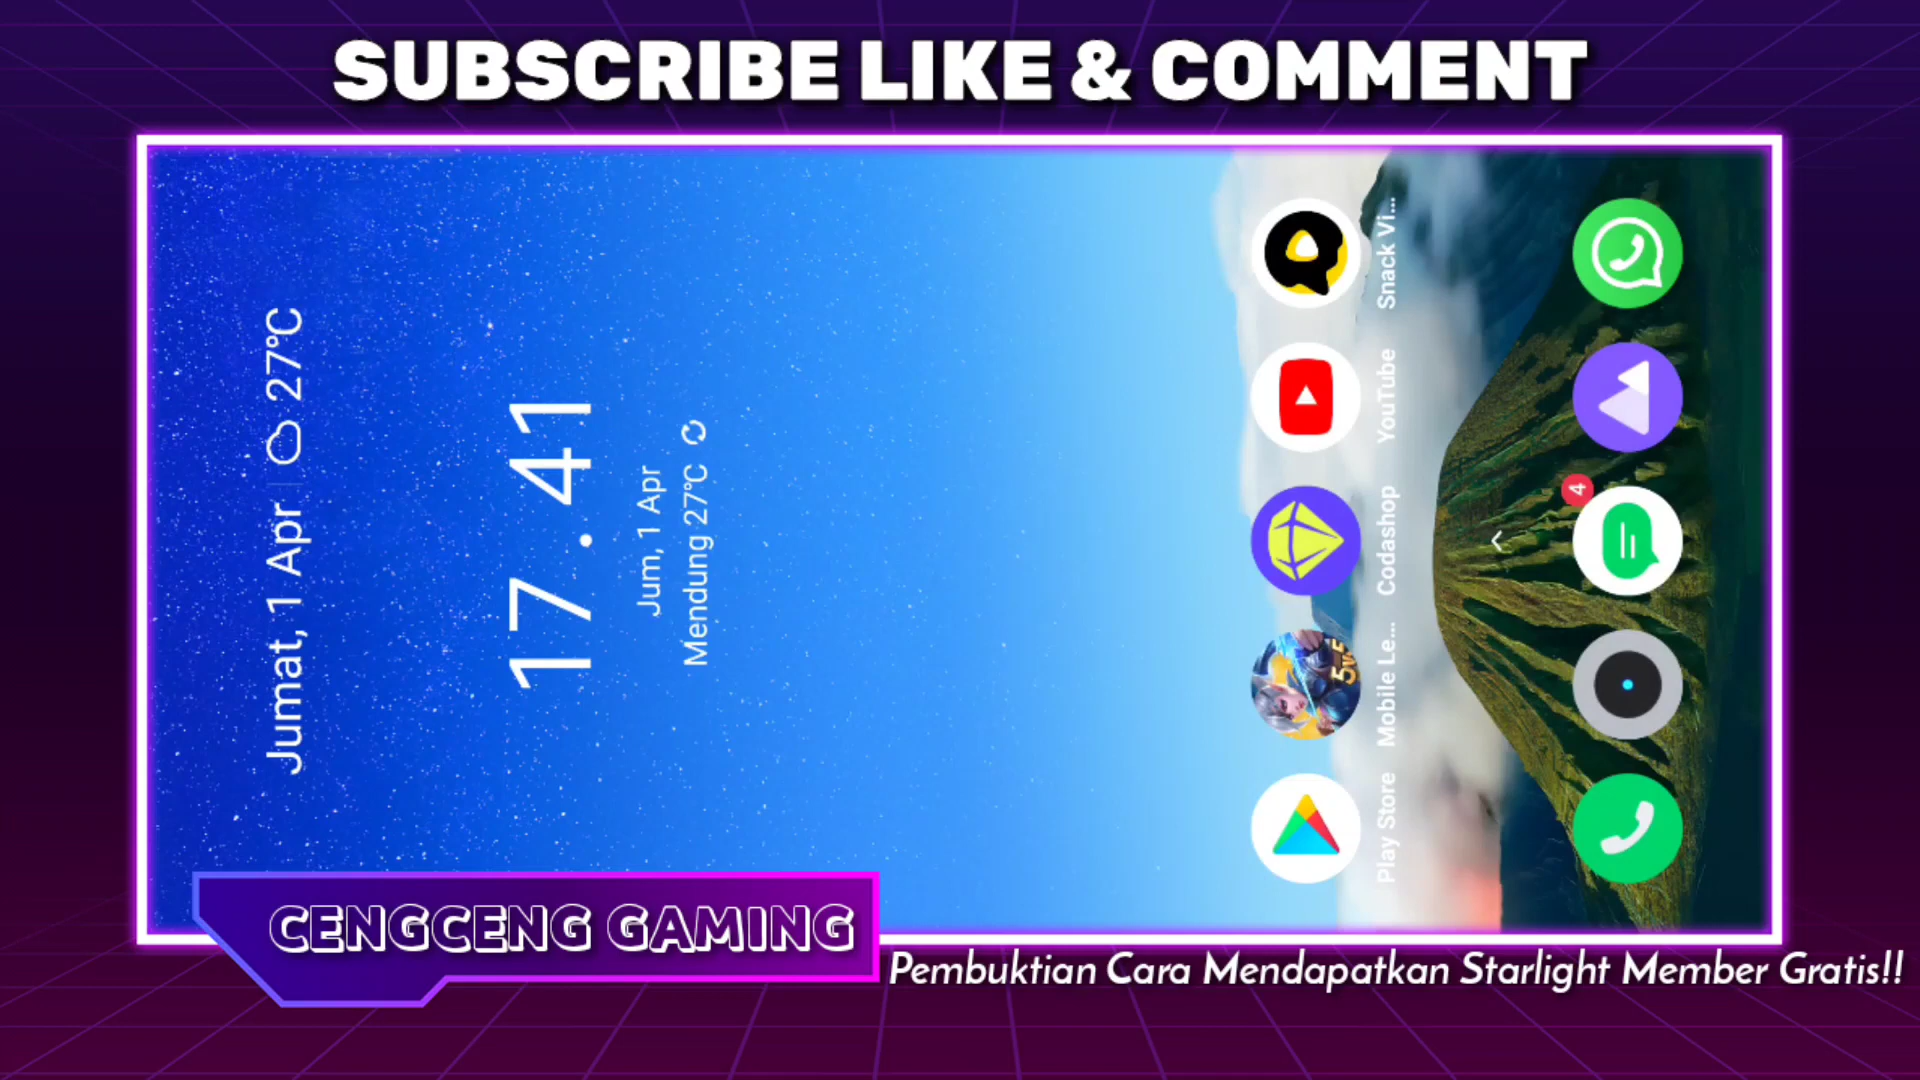 SUBSCRIBE LIKE & COMMENT
Jumat, 1 Apr | 27°C
17.41
Jum, 1 Apr
Mendung 27°C
Play Store
Mobile Le...
5v5
Codashop
YouTube
Snack Vi...
4
CENGCENG GAMING
Pembuktian Cara Mendapatkan Starlight Member Gratis!!